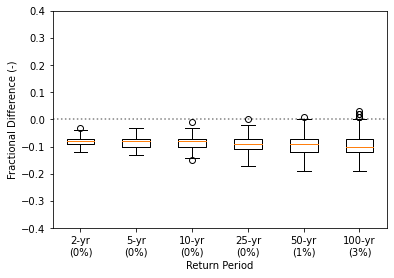 0.4
0.3
0.2
0.1
0.0
−0.1
−0.2
−0.3
−0.4
Fractional Difference (-)
2-yr 5-yr 10-yr 25-yr 50-yr 100-yr
(0%) (0%) (0%) (0%) (1%) (3%)
Return Period